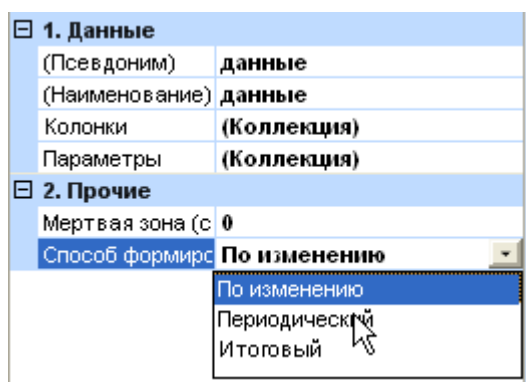 1. Данные
(Псевдоним) данные
(Наименование) данные
Колонки (Коллекция)
Параметры (Коллекция)
2. Прочие
Мертвая зона (с 0
Способ формирс По изменению
По изменению
Периодический
Итоговый